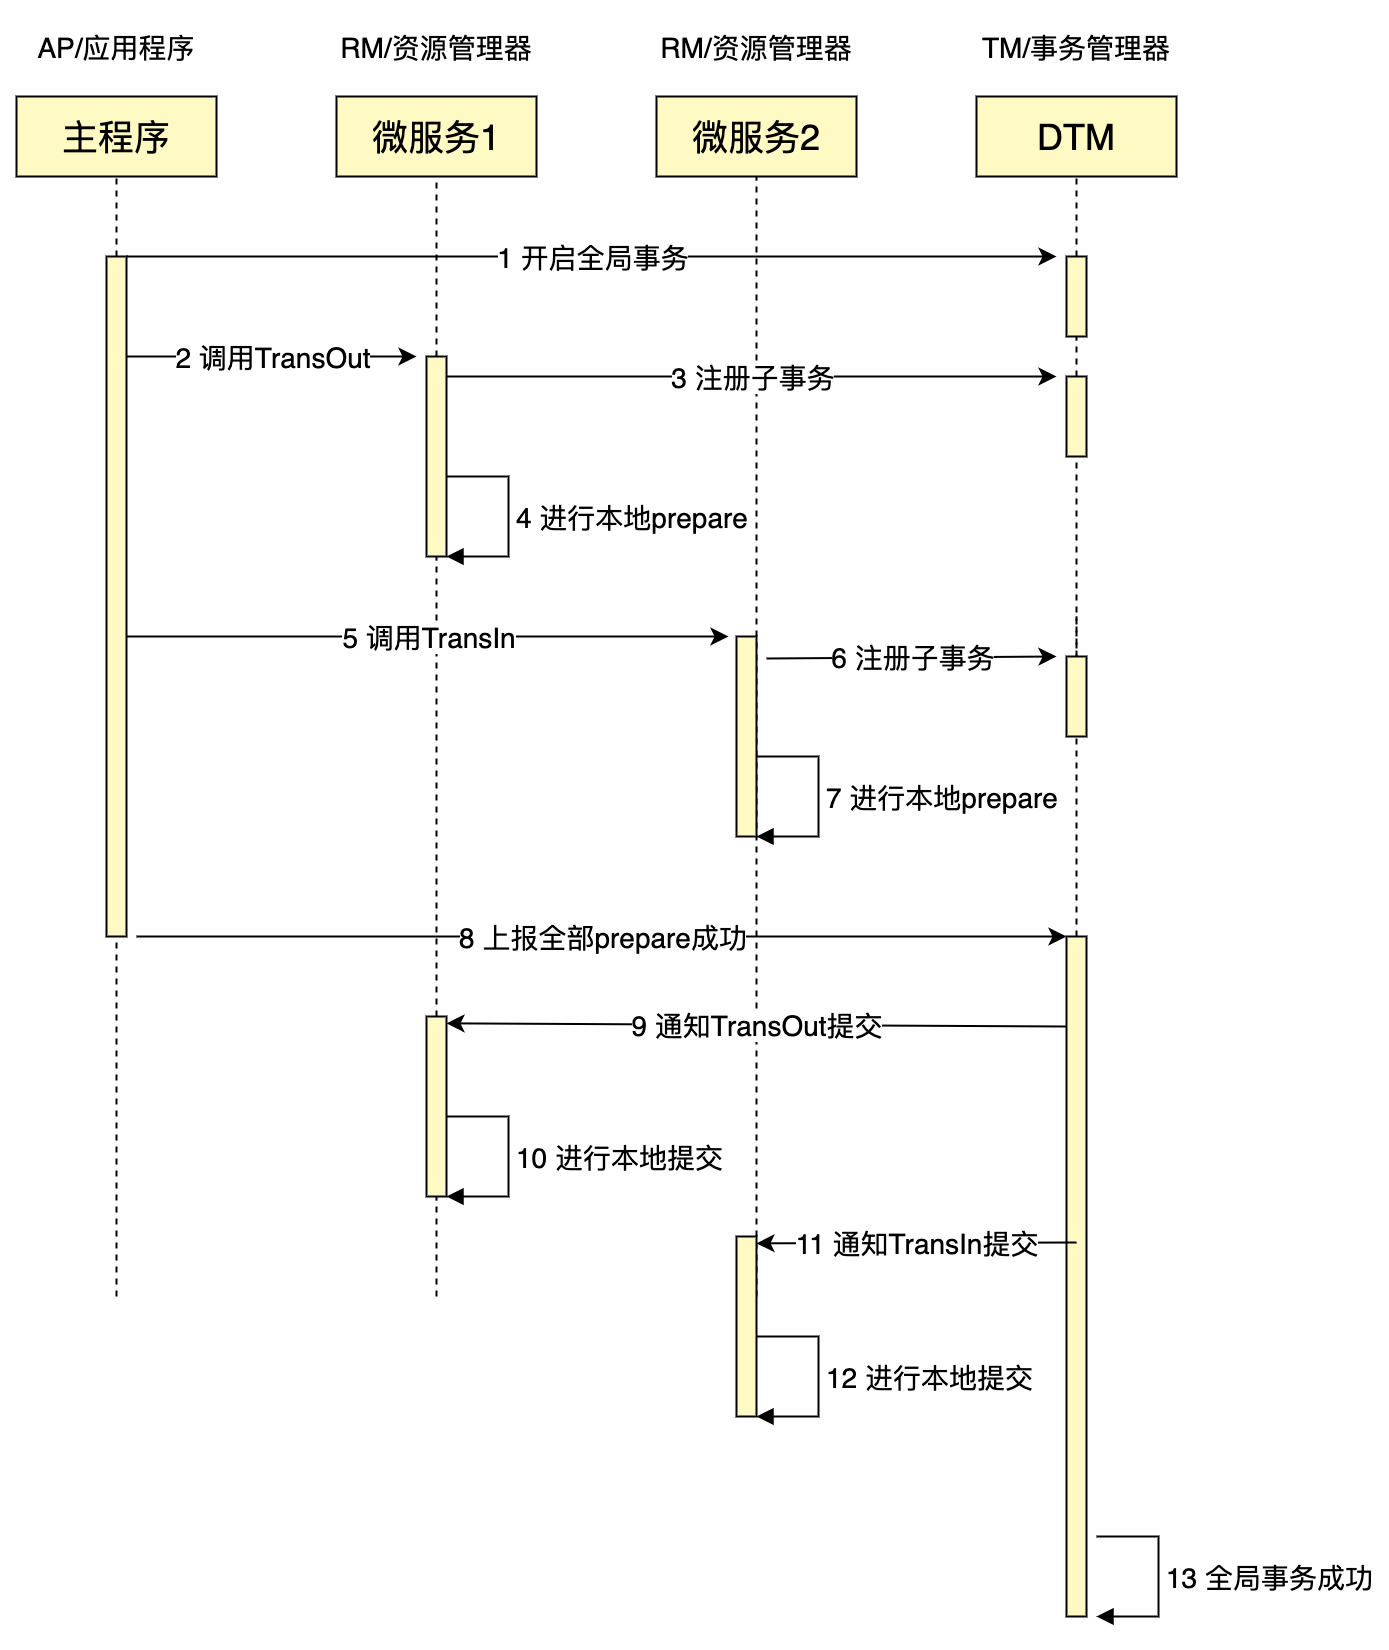 AP/应用程序
RM/资源管理器
RM/资源管理器
TM/事务管理器
主程序
微服务1
微服务2
DTM
1 开启全局事务
2 调用TransOut
3 注册子事务
4 进行本地prepare
5 调用TransIn
6 注册子事务
7 进行本地prepare
8 上报全部prepare成功
9 通知TransOut提交
10 进行本地提交
11 通知TransIn提交
12 进行本地提交
13 全局事务成功